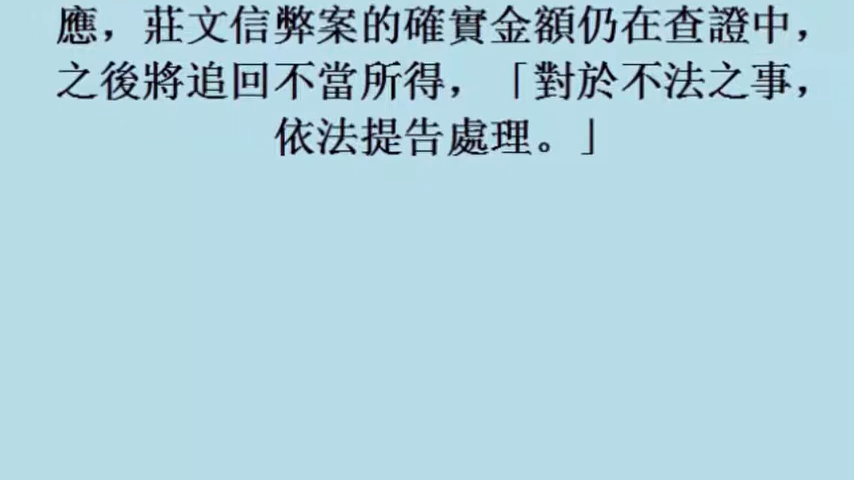 應，莊文信弊案的確實金額仍在查證中，
之後將追回不當所得，「對於不法之事，
依法提告處理。」